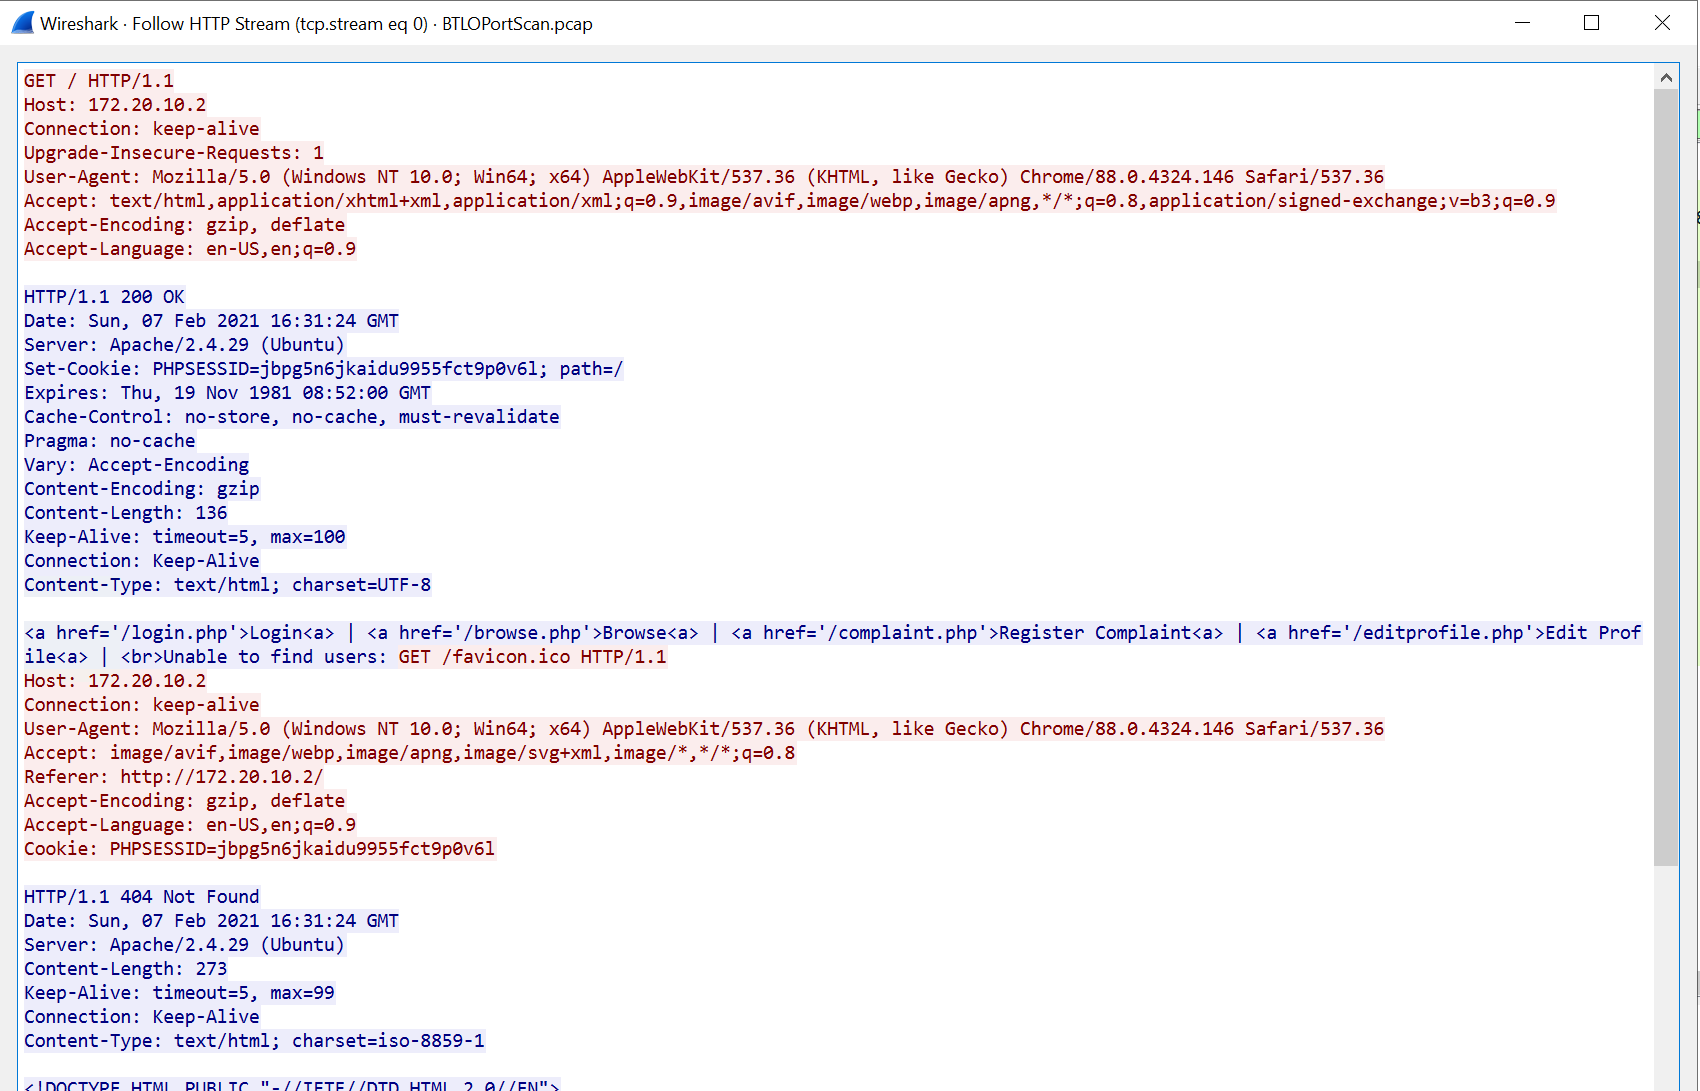 Wireshark · Follow HTTP Stream (tcp.stream eq 0) · BTLOPortScan.pcap
GET / HTTP/1.1
Host: 172.20.10.2
Connection: keep-alive
Upgrade-Insecure-Requests: 1
User-Agent: Mozilla/5.0 (Windows NT 10.0; Win64; x64) AppleWebKit/537.36 (KHTML, like Gecko) Chrome/88.0.4324.146 Safari/537.36
Accept: text/html,application/xhtml+xml,application/xml;q=0.9,image/avif,image/webp,image/apng,*/*;q=0.8,application/signed-exchange;v=b3;q=0.9
Accept-Encoding: gzip, deflate
Accept-Language: en-US,en;q=0.9
HTTP/1.1 200 OK
Date: Sun, 07 Feb 2021 16:31:24 GMT
Server: Apache/2.4.29 (Ubuntu)
Set-Cookie: PHPSESSID=jbpg5n6jkaidu9955fct9p0v6l; path=/
Expires: Thu, 19 Nov 1981 08:52:00 GMT
Cache-Control: no-store, no-cache, must-revalidate
Pragma: no-cache
Vary: Accept-Encoding
Content-Encoding: gzip
Content-Length: 136
Keep-Alive: timeout=5, max=100
Connection: Keep-Alive
Content-Type: text/html; charset=UTF-8
<a href='/login.php'>Login<a> | <a href='/browse.php'>Browse<a> | <a href='/complaint.php'>Register Complaint<a> | <a href='/editprofile.php'>Edit Prof
ile<a> | <br>Unable to find users: GET /favicon.ico HTTP/1.1
Host: 172.20.10.2
Connection: keep-alive
User-Agent: Mozilla/5.0 (Windows NT 10.0; Win64; x64) AppleWebKit/537.36 (KHTML, like Gecko) Chrome/88.0.4324.146 Safari/537.36
Accept: image/avif,image/webp,image/apng,image/svg+xml,image/*,*/*;q=0.8
Referer: http://172.20.10.2/
Accept-Encoding: gzip, deflate
Accept-Language: en-US,en;q=0.9
Cookie: PHPSESSID=jbpg5n6jkaidu9955fct9p0v6l
HTTP/1.1 404 Not Found
Date: Sun, 07 Feb 2021 16:31:24 GMT
Server: Apache/2.4.29 (Ubuntu)
Content-Length: 273
Keep-Alive: timeout=5, max=99
Connection: Keep-Alive
Content-Type: text/html; charset=iso-8859-1
<!DOCTYPE HTML PUBLIC "-//IETF//DTD HTML 2.0//EN">